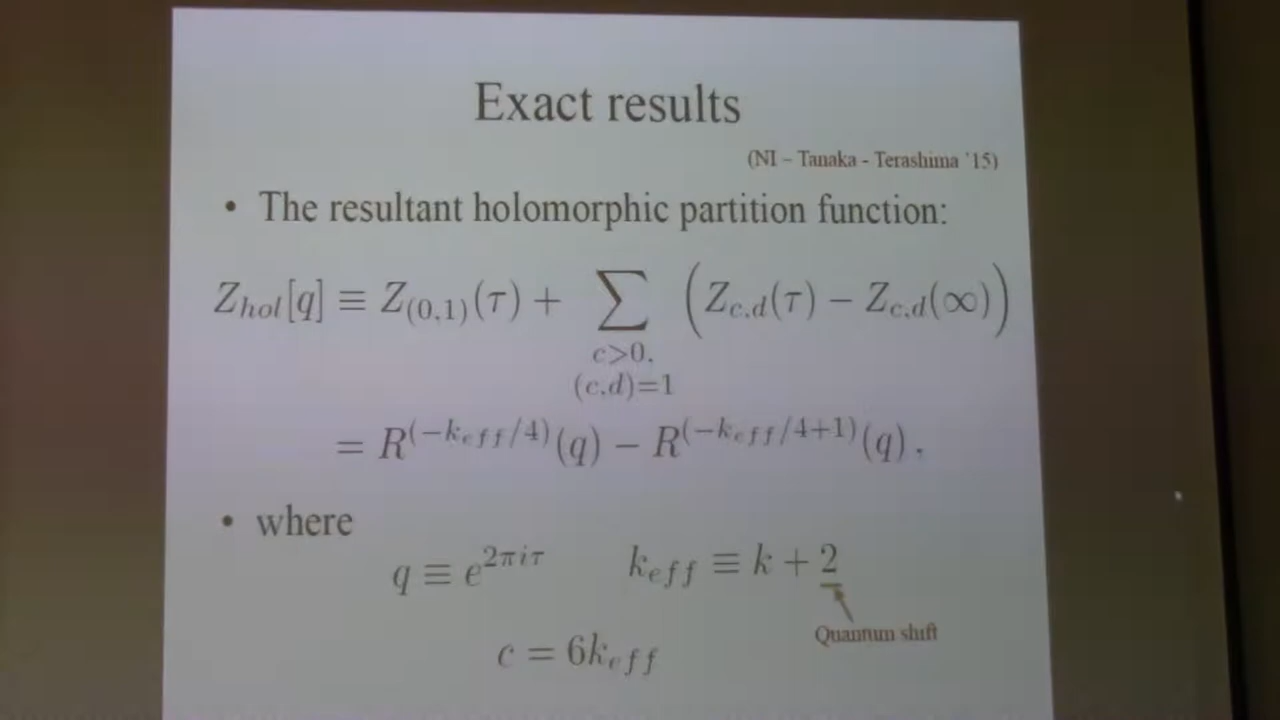 Exact results
(NI – Tanaka - Terashima '15)
• The resultant holomorphic partition function:
Z_{hol}[q] ≡ Z_{(0,1)}(τ) + ∑_{c>0, (c,d)=1} (Z_{c,d}(τ) − Z_{c,d}(∞))
= R^{(−k_{eff}/4)}(q) − R^{(−k_{eff}/4+1)}(q) .
• where
q ≡ e^{2πiτ} k_{eff} ≡ k + 2
Quantum shift
c = 6k_{eff}